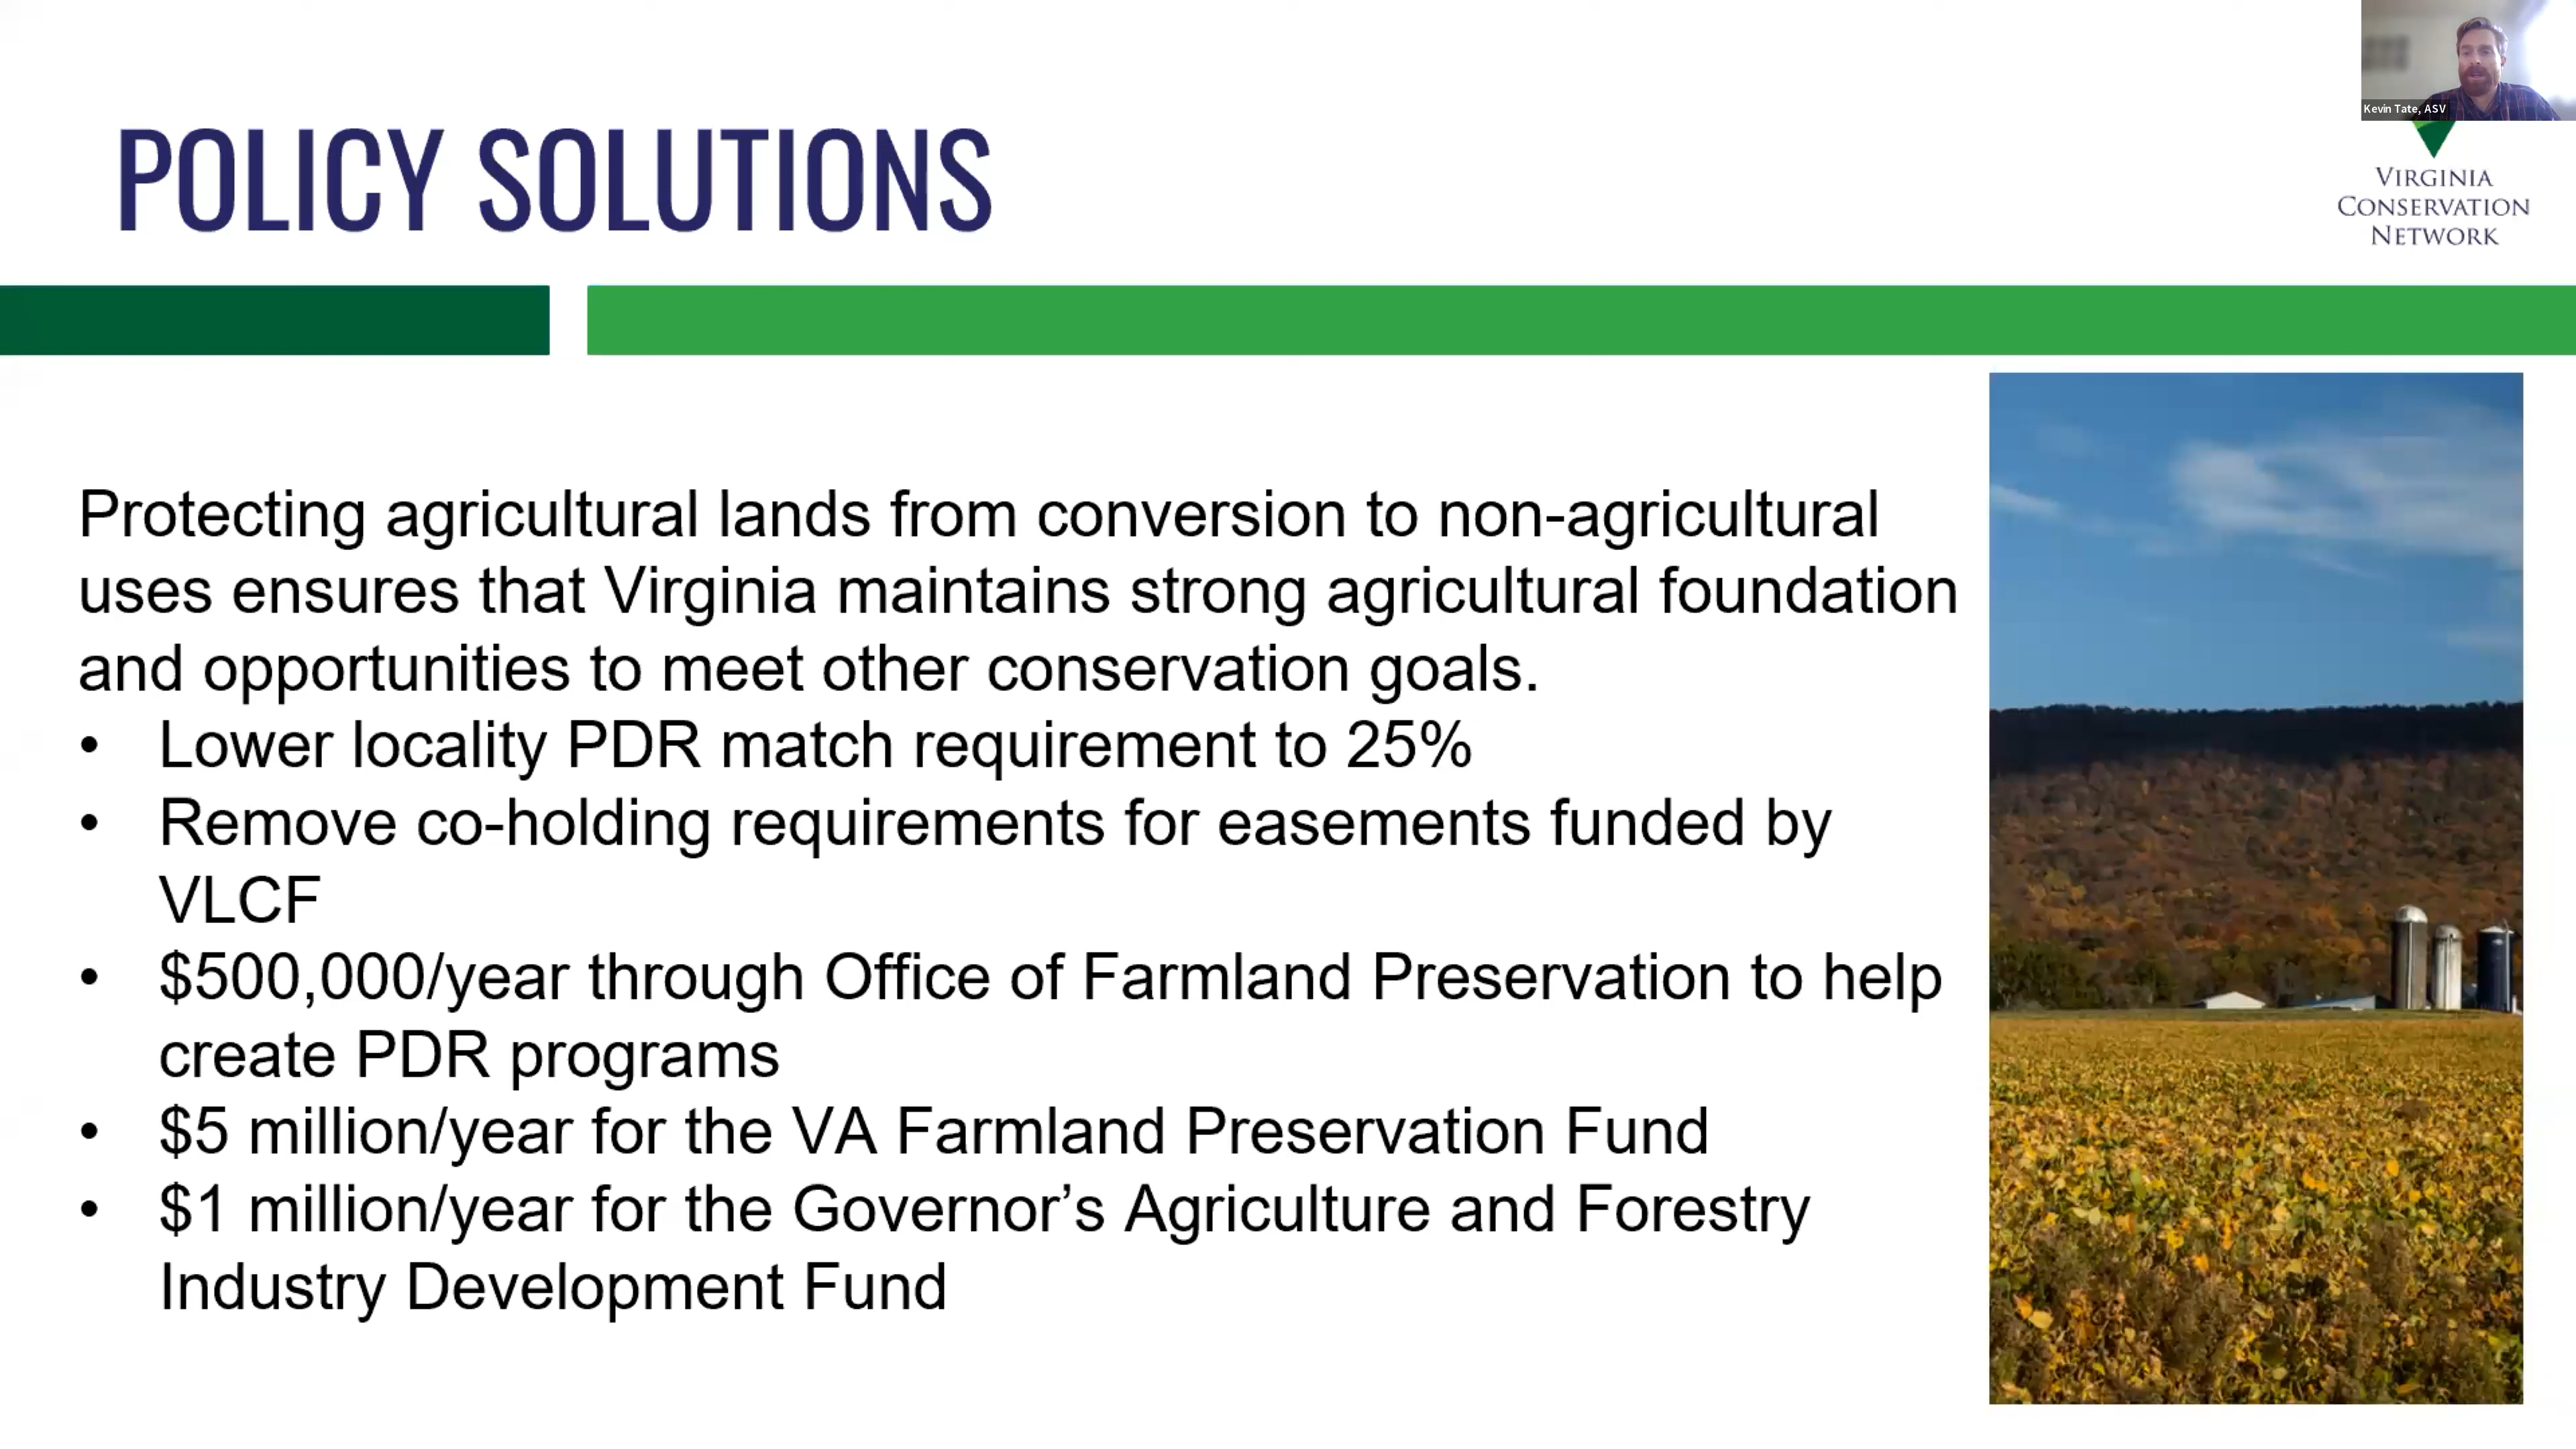 Kevin Tate, ASV
POLICY SOLUTIONS
VIRGINIA
CONSERVATION
NETWORK
Protecting agricultural lands from conversion to non-agricultural
uses ensures that Virginia maintains strong agricultural foundation
and opportunities to meet other conservation goals.
• Lower locality PDR match requirement to 25%
• Remove co-holding requirements for easements funded by
VLCF
• $500,000/year through Office of Farmland Preservation to help
create PDR programs
• $5 million/year for the VA Farmland Preservation Fund
• $1 million/year for the Governor’s Agriculture and Forestry
Industry Development Fund